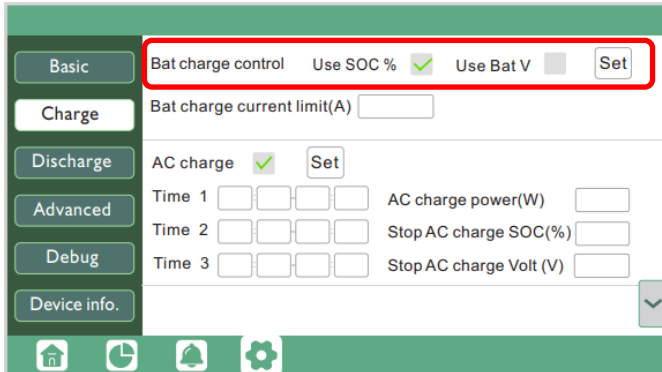 Basic
Charge
Discharge
Advanced
Debug
Device info.
Bat charge control Use SOC % Use Bat V Set
Bat charge current limit(A)
AC charge Set
Time 1
AC charge power(W)
Time 2
Stop AC charge SOC(%)
Time 3
Stop AC charge Volt (V)